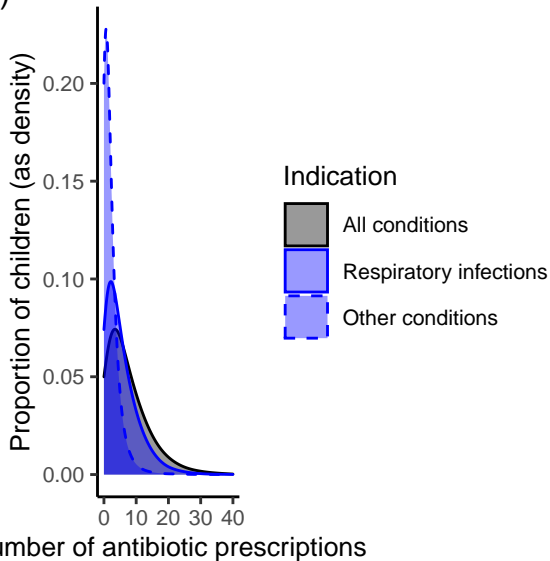 )
Proportion of children (as density)
0.20
0.15
0.10
0.05
0.00
0 10 20 30 40
umber of antibiotic prescriptions
Indication
All conditions
Respiratory infections
Other conditions